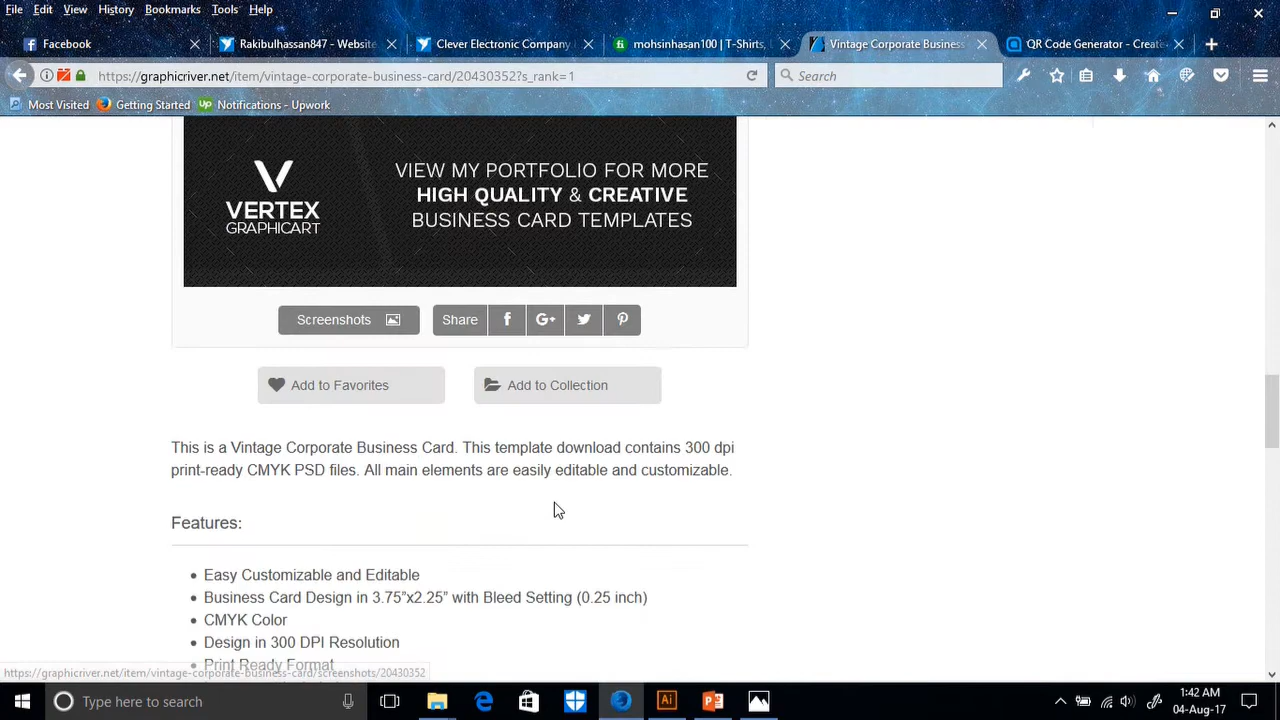 File Edit View History Bookmarks Tools Help
Facebook Rakibulhassan847 - Website Clever Electronic Company mohsinhasan100 | T-Shirts, Vintage Corporate Business QR Code Generator - Create
https://graphicriver.net/item/vintage-corporate-business-card/20430352?s_rank=1 Search
Most Visited Getting Started Notifications - Upwork
VERTEX
GRAPHICART
VIEW MY PORTFOLIO FOR MORE
HIGH QUALITY & CREATIVE
BUSINESS CARD TEMPLATES
Screenshots Share
Add to Favorites Add to Collection
This is a Vintage Corporate Business Card. This template download contains 300 dpi
print-ready CMYK PSD files. All main elements are easily editable and customizable.
Features:
Easy Customizable and Editable
Business Card Design in 3.75”x2.25” with Bleed Setting (0.25 inch)
CMYK Color
Design in 300 DPI Resolution
Print Ready Format
https://graphicriver.net/item/vintage-corporate-business-card/screenshots/20430352
Type here to search
1:42 AM
04-Aug-17